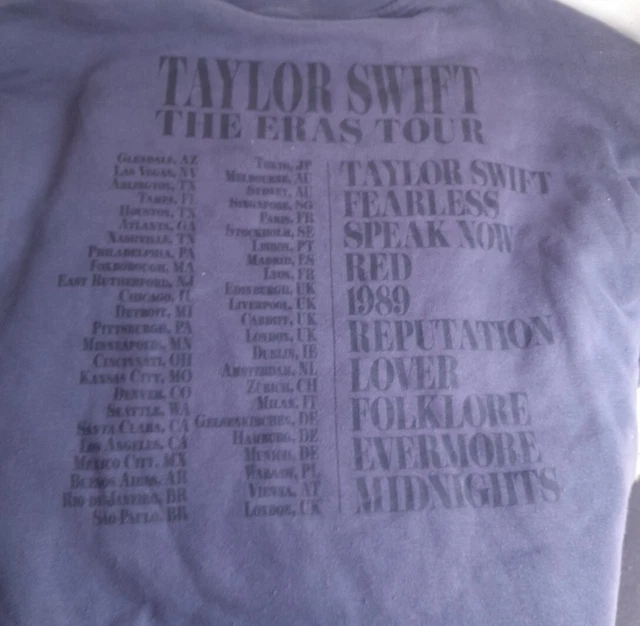 TAYLOR SWIFT
THE ERAS TOUR
GLENDALE, AZ
LAS VEGAS, NV
ARLINGTON, TX
TAMPA, FL
HOUSTON, TX
ATLANTA, GA
NASHVILLE, TN
PHILADELPHIA, PA
FOXBOROUGH, MA
EAST RUTHERFORD, NJ
CHICAGO, IL
DETROIT, MI
PITTSBURGH, PA
MINNEAPOLIS, MN
CINCINNATI, OH
KANSAS CITY, MO
DENVER, CO
SEATTLE, WA
SANTA CLARA, CA
LOS ANGELES, CA
MEXICO CITY, MX
BUENOS AIRES, AR
RIO DE JANEIRO, BR
SÃO PAULO, BR
TOKYO, JP
MELBOURNE, AU
SYDNEY, AU
SINGAPORE, SG
PARIS, FR
STOCKHOLM, SE
LISBON, PT
MADRID, ES
LYON, FR
EDINBURGH, UK
LIVERPOOL, UK
CARDIFF, UK
LONDON, UK
DUBLIN, IE
AMSTERDAM, NL
ZÜRICH, CH
MILAN, IT
GELSENKIRCHEN, DE
HAMBURG, DE
MUNICH, DE
WARSAW, PL
VIENNA, AT
LONDON, UK
TAYLOR SWIFT
FEARLESS
SPEAK NOW
RED
1989
REPUTATION
LOVER
FOLKLORE
EVERMORE
MIDNIGHTS